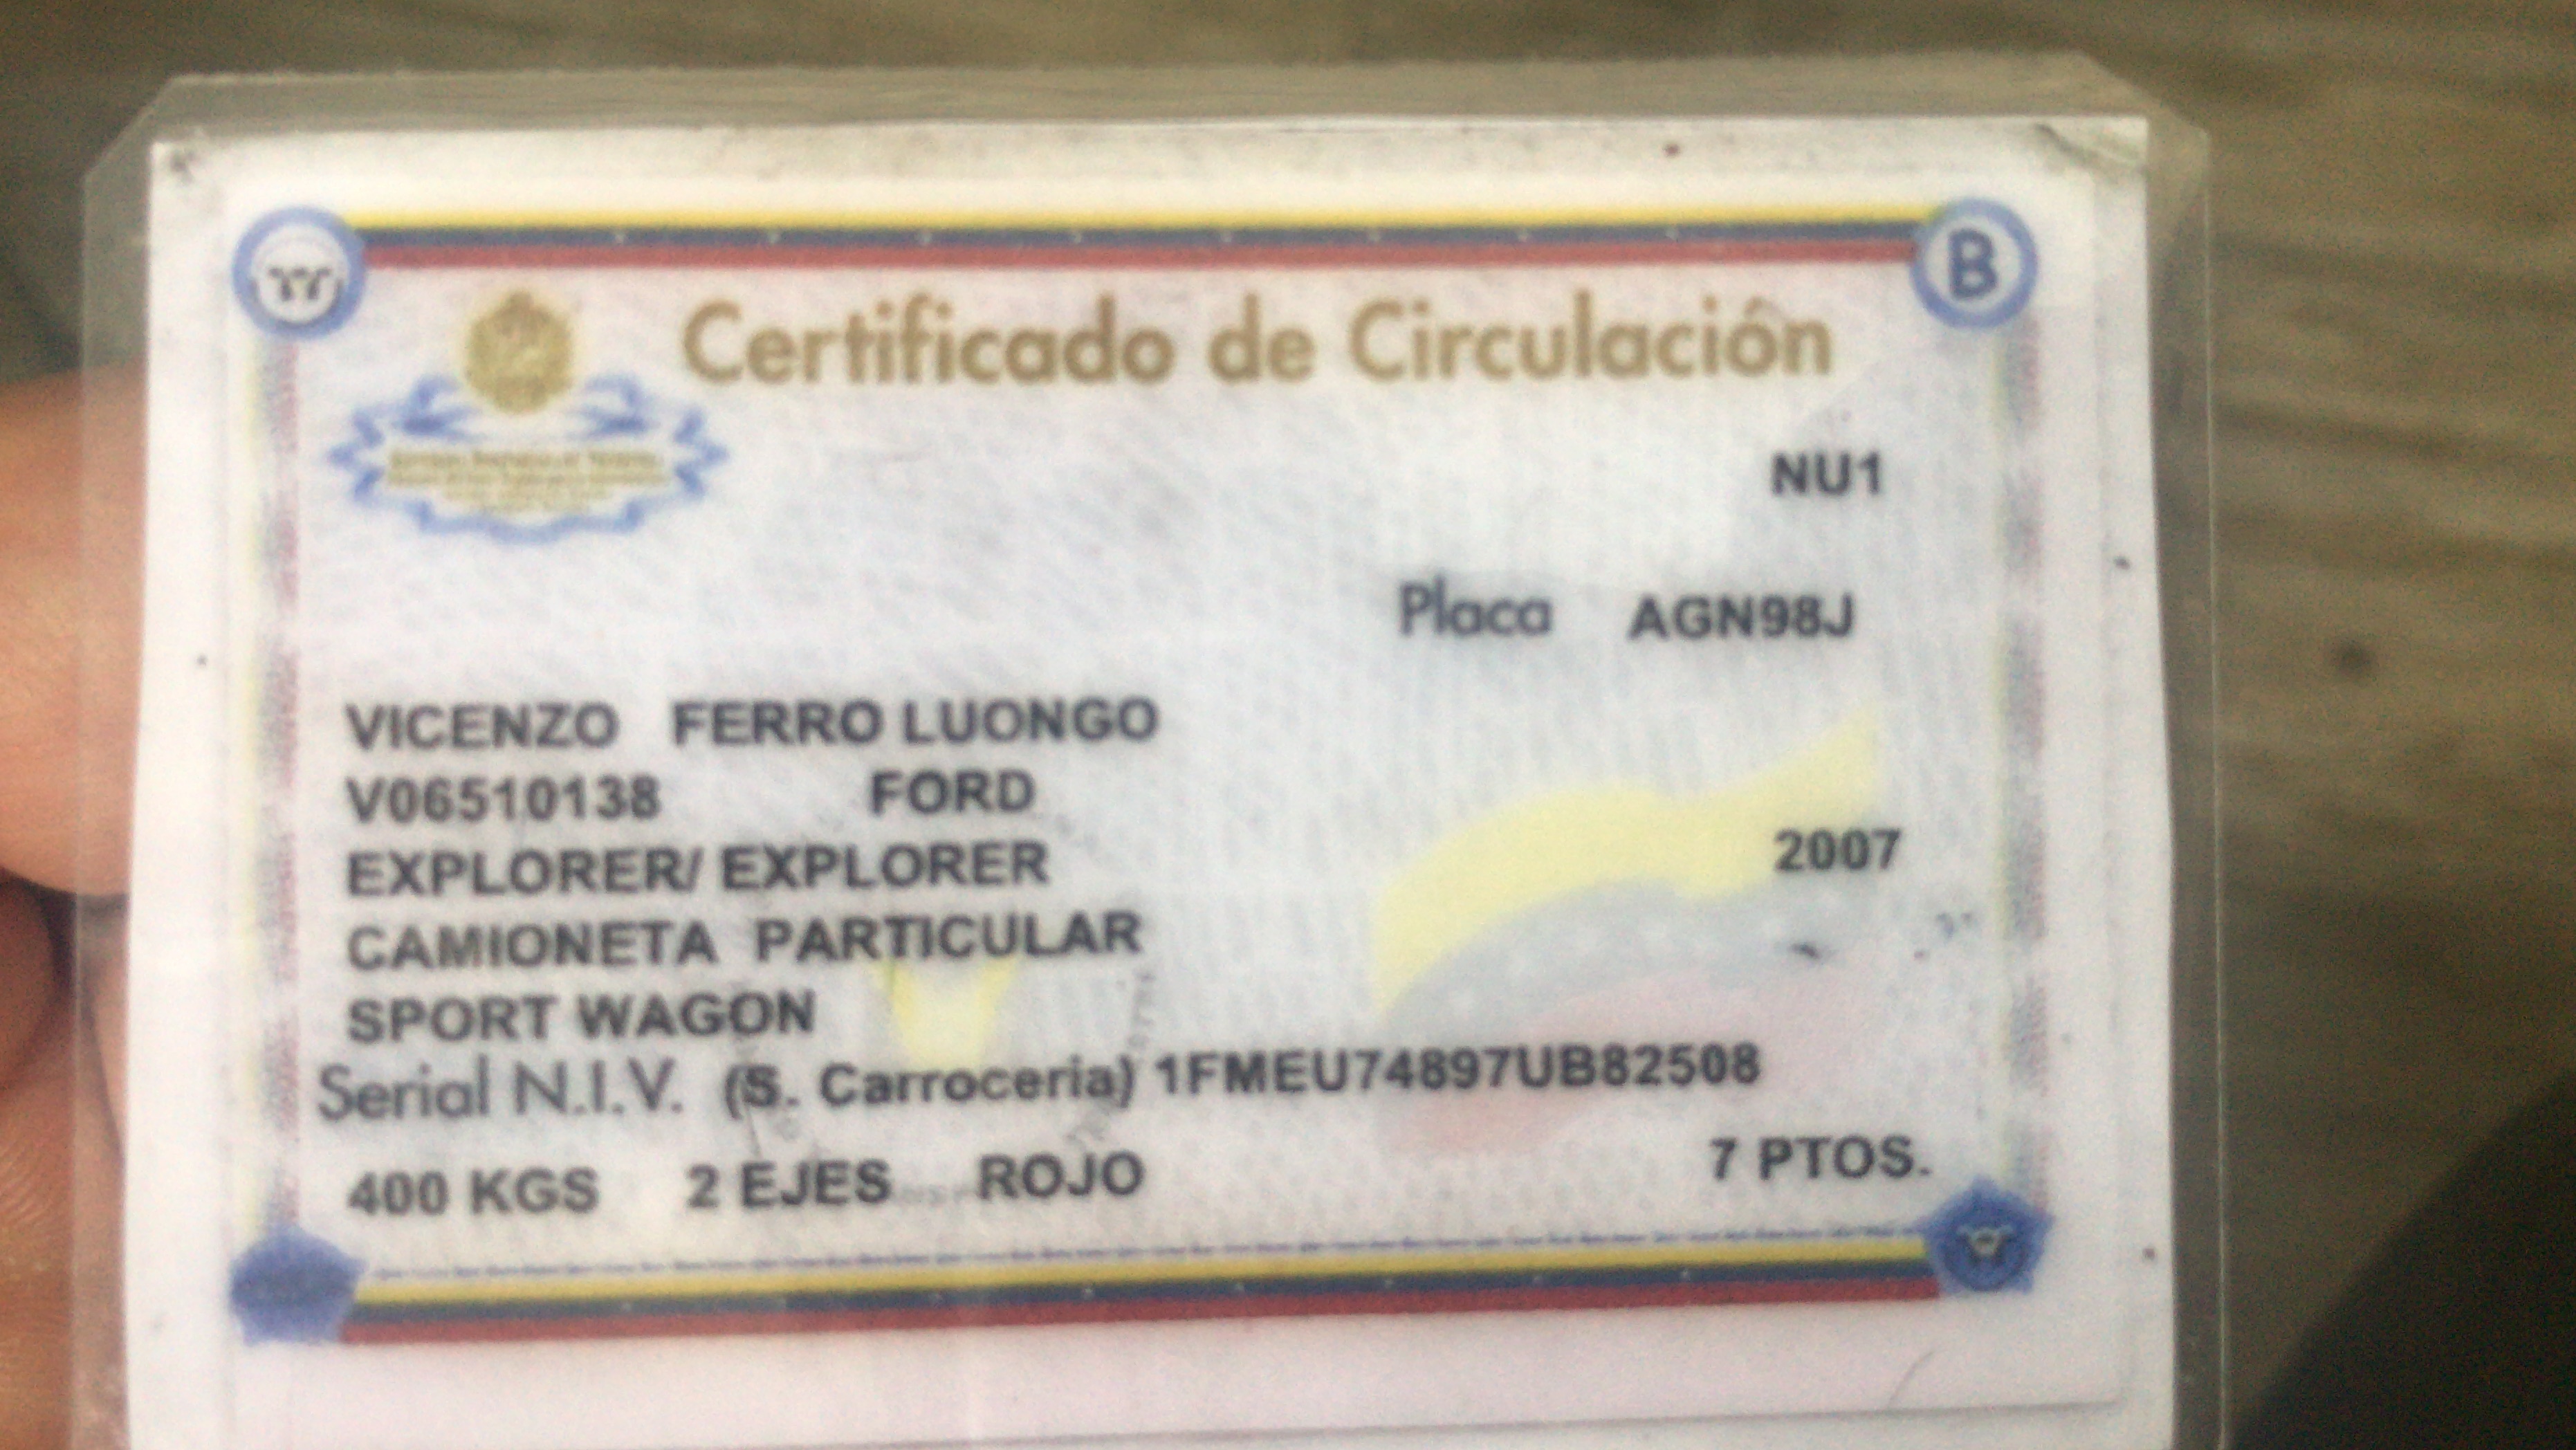 Certificado de Circulación
B
NU1
Placa AGN98J
VICENZO FERRO LUONGO
V06510138 FORD
EXPLORER/ EXPLORER 2007
CAMIONETA PARTICULAR
SPORT WAGON
Serial N.I.V. (S. Carroceria) 1FMEU74897UB82508
400 KGS 2 EJES ROJO 7 PTOS.